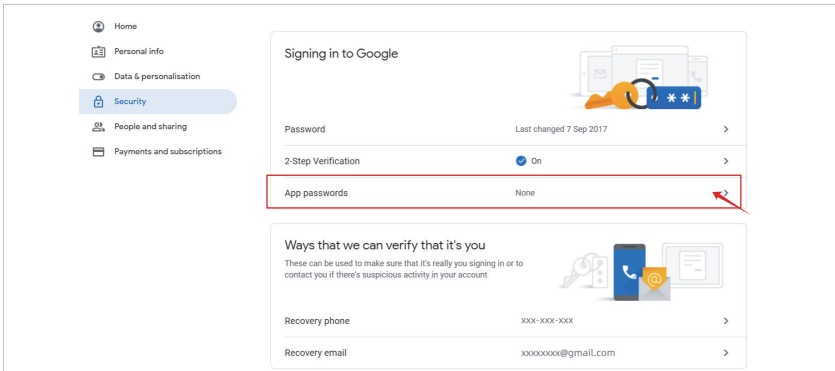 Home
Personal info
Data & personalisation
Security
People and sharing
Payments and subscriptions
Signing in to Google
**
Password Last changed 7 Sep 2017
2-Step Verification On
App passwords None
Ways that we can verify that it's you
These can be used to make sure that it's really you signing in or to
contact you if there's suspicious activity in your account
@
Recovery phone xxx-xxx-xxx
Recovery email xxxxxxxx@gmail.com